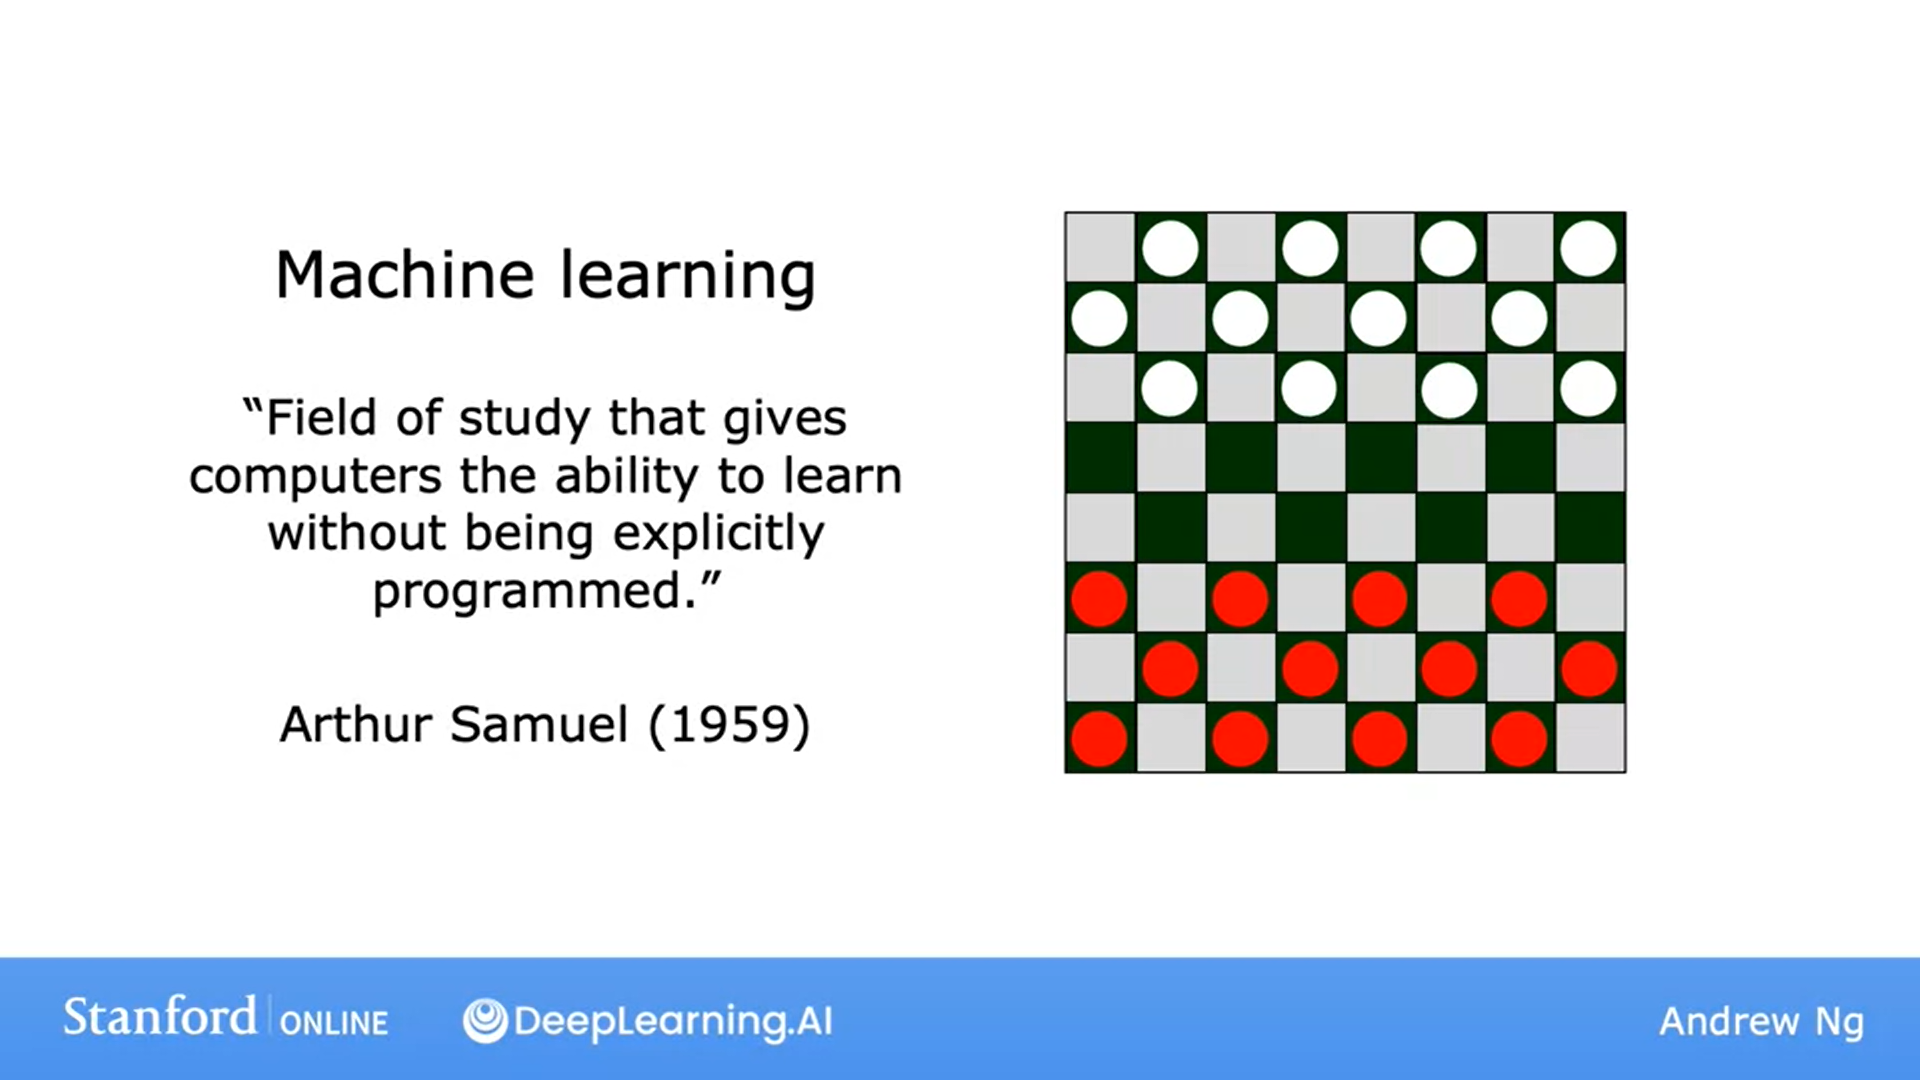 Machine learning
“Field of study that gives
computers the ability to learn
without being explicitly
programmed.”
Arthur Samuel (1959)
Stanford ONLINE
DeepLearning.AI
Andrew Ng